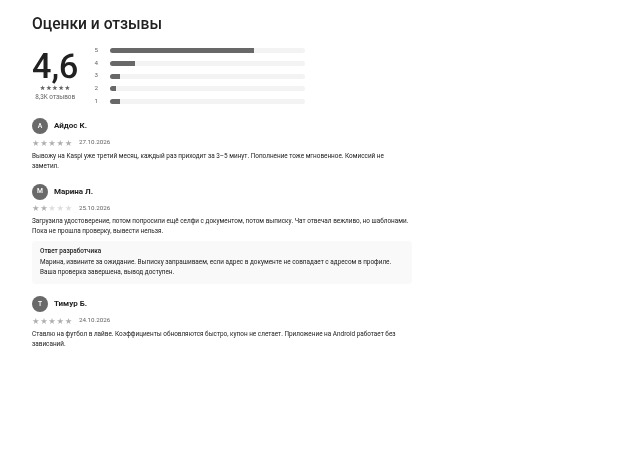 Оценки и отзывы
4,6
★★★★★
8,3K отзывов
5
4
3
2
1
А
Айдос К.
★★★★★ 27.10.2026
Вывожу на Kaspi уже третий месяц, каждый раз приходит за 3–5 минут. Пополнение тоже мгновенное. Комиссий не
заметил.
М
Марина Л.
★★★★★ 25.10.2026
Загрузила удостоверение, потом попросили ещё селфи с документом, потом выписку. Чат отвечал вежливо, но шаблонами.
Пока не прошла проверку, вывести нельзя.
Ответ разработчика
Марина, извините за ожидание. Выписку запрашиваем, если адрес в документе не совпадает с адресом в профиле.
Ваша проверка завершена, вывод доступен.
Т
Тимур Б.
★★★★★ 24.10.2026
Ставлю на футбол в лайве. Коэффициенты обновляются быстро, купон не слетает. Приложение на Android работает без
зависаний.